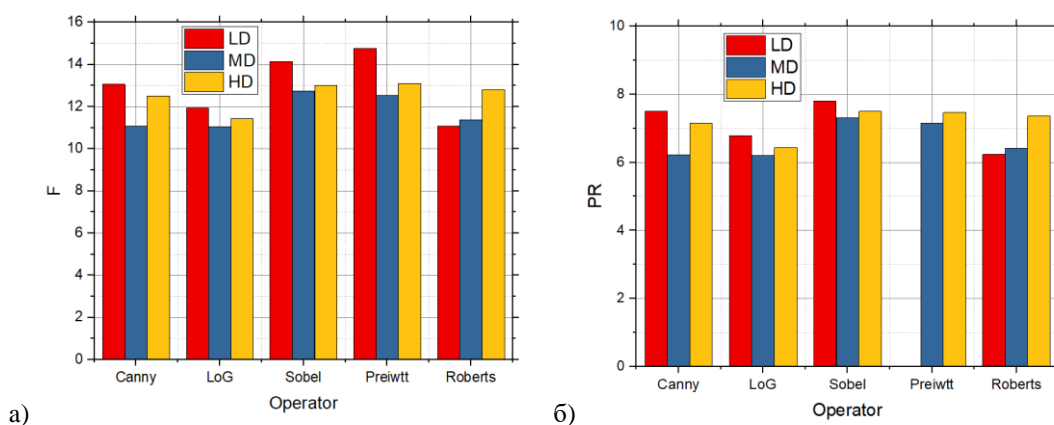 16
14
12
10
8
6
4
2
0
F
LD
MD
HD
Canny LoG Sobel Preiwtt Roberts
Operator
а)
10
8
6
4
2
0
PR
LD
MD
HD
Canny LoG Sobel Preiwtt Roberts
Operator
б)